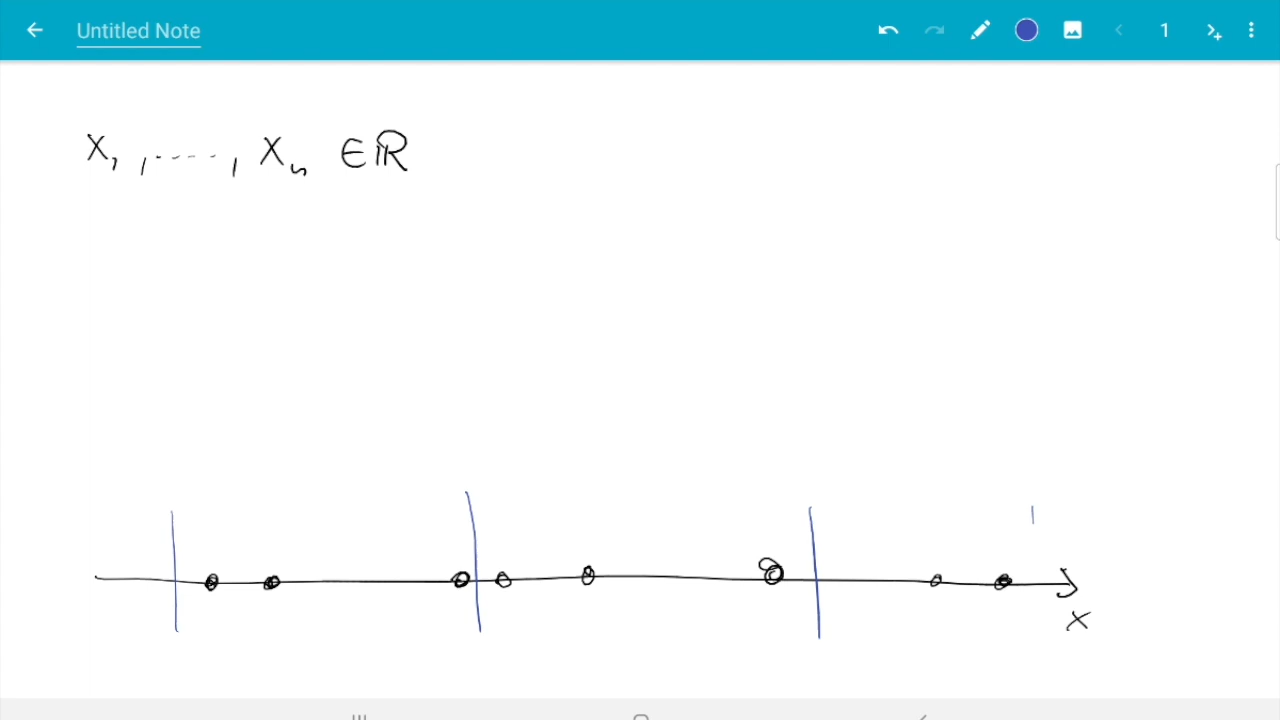 Untitled Note
1
X₁, ....., Xₙ ∈ ℝ
X